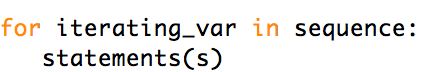 for iterating_var in sequence:
   statements(s)